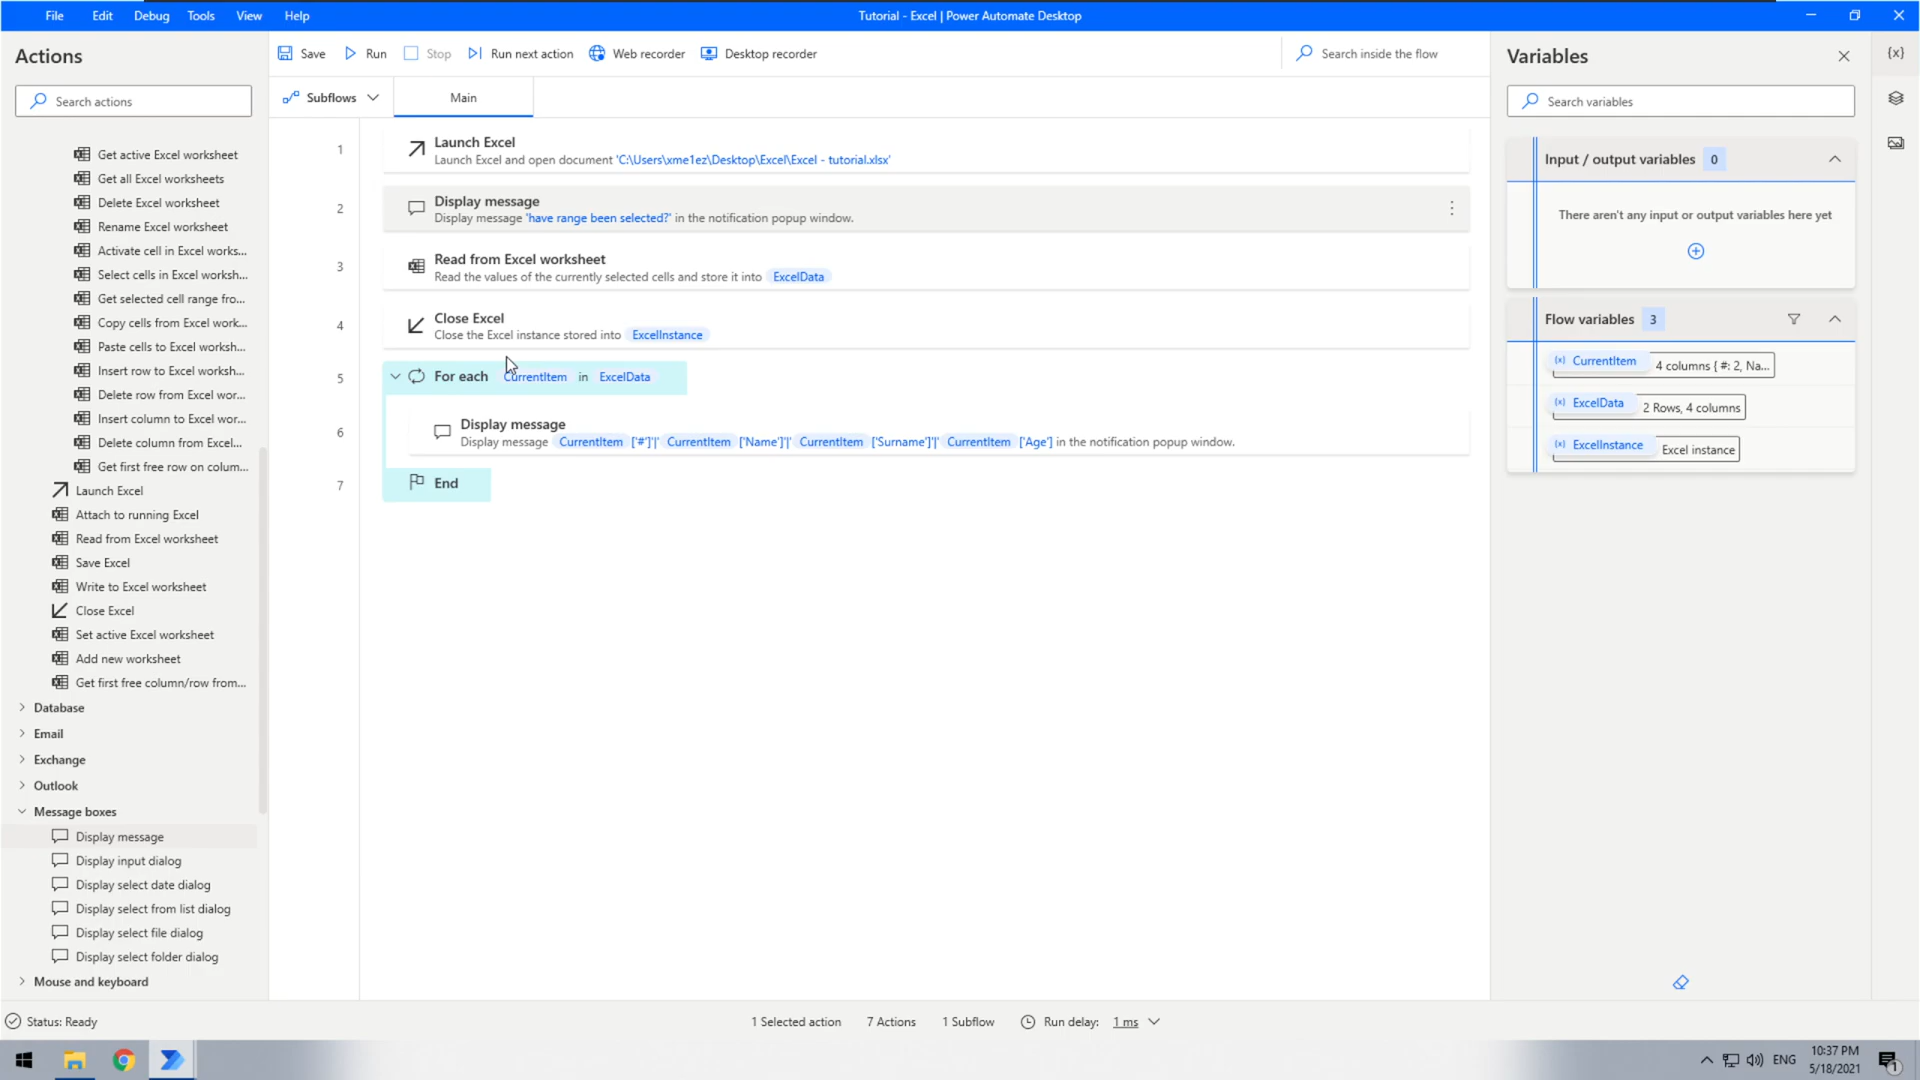 File Edit Debug Tools View Help
Tutorial - Excel | Power Automate Desktop
Actions
Search actions
Get active Excel worksheet
Get all Excel worksheets
Delete Excel worksheet
Rename Excel worksheet
Activate cell in Excel works...
Select cells in Excel worksh...
Get selected cell range fro...
Copy cells from Excel work...
Paste cells to Excel worksh...
Insert row to Excel worksh...
Delete row from Excel wor...
Insert column to Excel wor...
Delete column from Excel...
Get first free row on colum...
Launch Excel
Attach to running Excel
Read from Excel worksheet
Save Excel
Write to Excel worksheet
Close Excel
Set active Excel worksheet
Add new worksheet
Get first free column/row from...
Database
Email
Exchange
Outlook
Message boxes
Display message
Display input dialog
Display select date dialog
Display select from list dialog
Display select file dialog
Display select folder dialog
Mouse and keyboard
Save Run Stop Run next action Web recorder Desktop recorder
Search inside the flow
Subflows Main
1 Launch Excel
Launch Excel and open document 'C:\Users\xme1ez\Desktop\Excel\Excel - tutorial.xlsx'
2 Display message
Display message 'have range been selected?' in the notification popup window.
3 Read from Excel worksheet
Read the values of the currently selected cells and store it into ExcelData
4 Close Excel
Close the Excel instance stored into ExcelInstance
5 For each CurrentItem in ExcelData
6 Display message
Display message CurrentItem ['#']'|' CurrentItem ['Name']'|' CurrentItem ['Surname']'|' CurrentItem ['Age'] in the notification popup window.
7 End
Variables
{x}
Search variables
Input / output variables 0
There aren't any input or output variables here yet
Flow variables 3
(x) CurrentItem 4 columns { #: 2, Na...
(x) ExcelData 2 Rows, 4 columns
(x) ExcelInstance Excel instance
Status: Ready
1 Selected action 7 Actions 1 Subflow Run delay: 1 ms
ENG
10:37 PM
5/18/2021
1